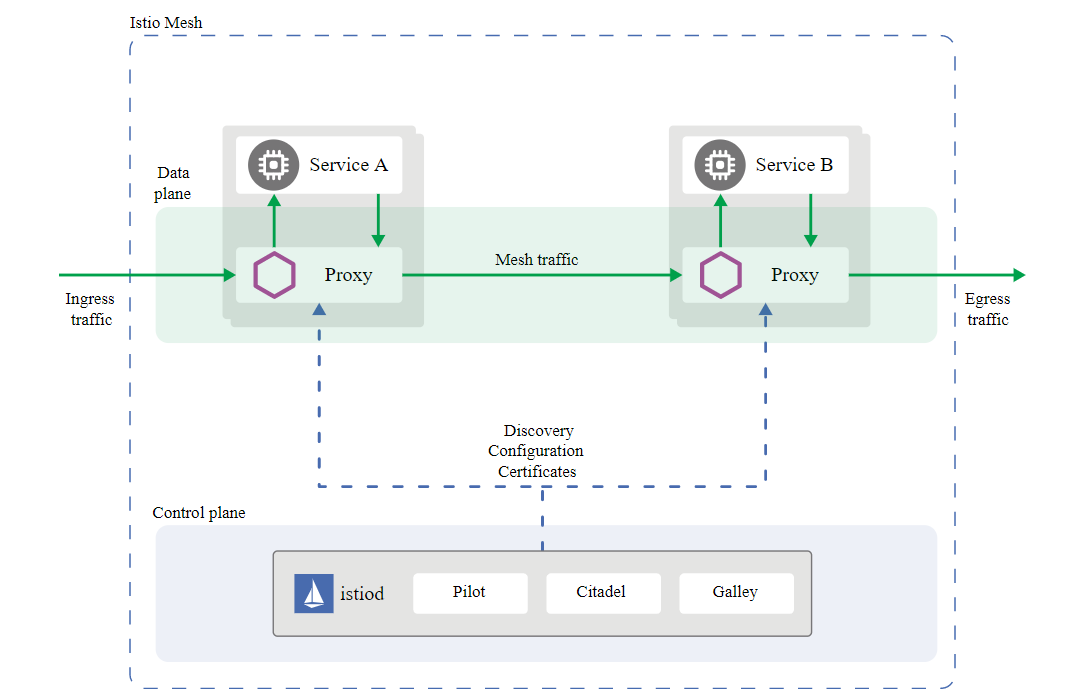 Istio Mesh
Data
plane
Service A
Service B
Proxy
Mesh traffic
Proxy
Ingress
traffic
Egress
traffic
Discovery
Configuration
Certificates
Control plane
istiod
Pilot
Citadel
Galley